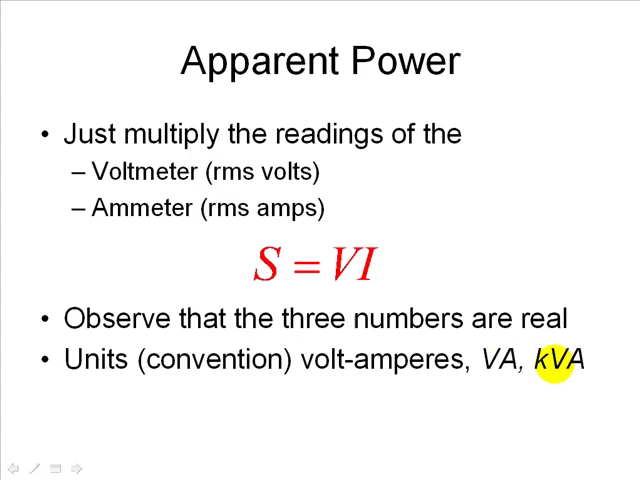 Apparent Power
• Just multiply the readings of the
– Voltmeter (rms volts)
– Ammeter (rms amps)
S = VI
• Observe that the three numbers are real
• Units (convention) volt-amperes, VA, kVA